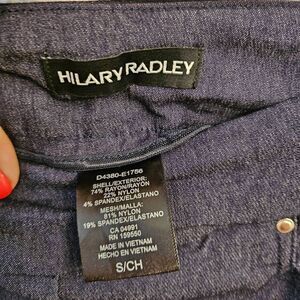 HILARY RADLEY
D4380-E1756
SHELL/EXTERIOR:
74% RAYON/RAYON
22% NYLON
4% SPANDEX/ELASTANO
MESH/MALLA:
81% NYLON
19% SPANDEX/ELASTANO
CA 04991
RN 159550
MADE IN VIETNAM
HECHO EN VIETNAM
S/CH